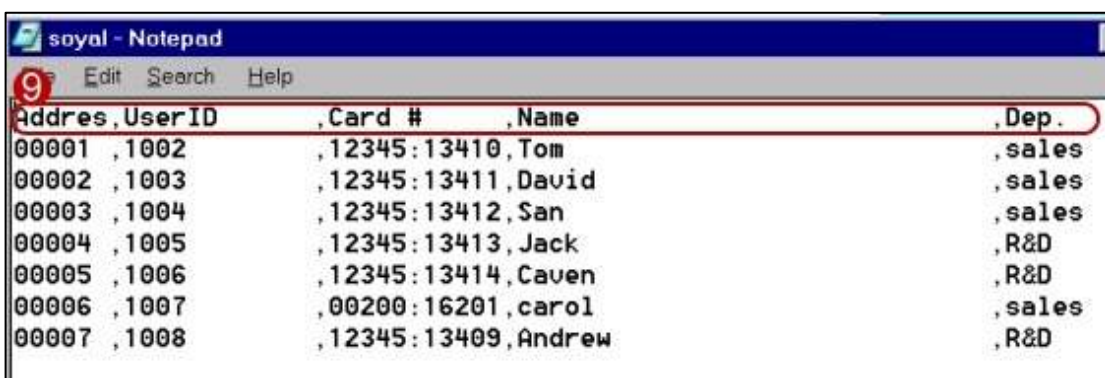 soyal - Notepad
Edit Search Help
9
Addres,UserID ,Card # ,Name ,Dep.
00001 ,1002 ,12345:13410,Tom ,sales
00002 ,1003 ,12345:13411,David ,sales
00003 ,1004 ,12345:13412,San ,sales
00004 ,1005 ,12345:13413,Jack ,R&D
00005 ,1006 ,12345:13414,Caven ,R&D
00006 ,1007 ,00200:16201,carol ,sales
00007 ,1008 ,12345:13409,Andrew ,R&D